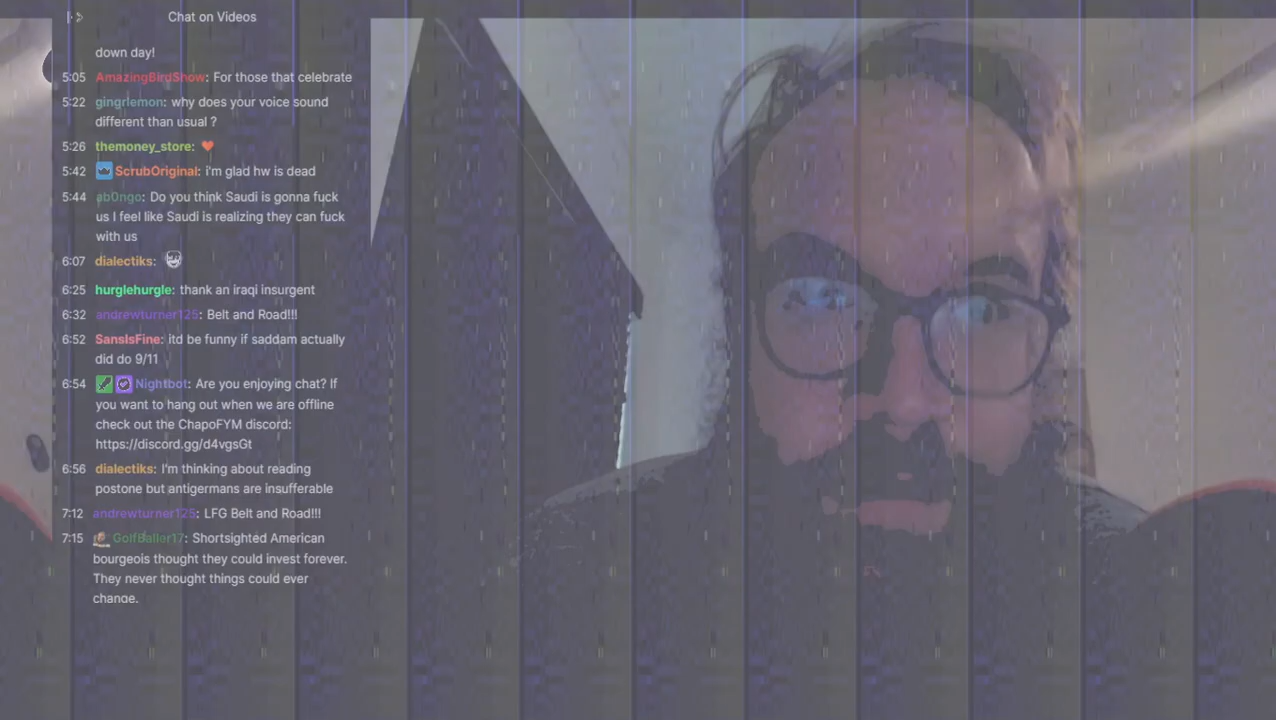 Chat on Videos
down day!
5:05 AmazingBirdShow: For those that celebrate
5:22 gingrlemon: why does your voice sound
different than usual ?
5:26 themoney_store: ❤
5:42 ScrubOriginal: i'm glad hw is dead
5:44 ab0ngo: Do you think Saudi is gonna fuck
us I feel like Saudi is realizing they can fuck
with us
6:07 dialectiks:
6:25 hurglehurgle: thank an iraqi insurgent
6:32 andrewturner125: Belt and Road!!!
6:52 SansIsFine: itd be funny if saddam actually
did do 9/11
6:54 Nightbot: Are you enjoying chat? If
you want to hang out when we are offline
check out the ChapoFYM discord:
https://discord.gg/d4vgsGt
6:56 dialectiks: I'm thinking about reading
postone but antigermans are insufferable
7:12 andrewturner125: LFG Belt and Road!!!
7:15 GolfBallor17: Shortsighted American
bourgeois thought they could invest forever.
They never thought things could ever
change.